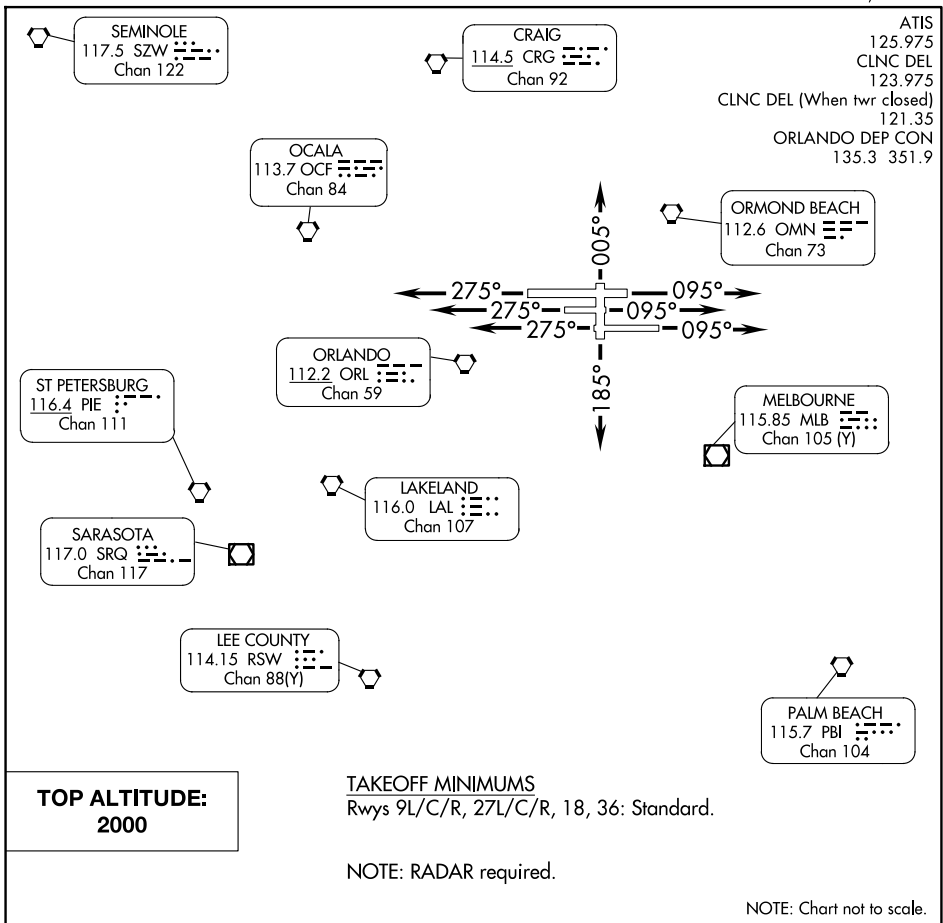 SEMINOLE
117.5 SZW
Chan 122
CRAIG
114.5 CRG
Chan 92
ATIS
125.975
CLNC DEL
123.975
CLNC DEL (When twr closed)
121.35
ORLANDO DEP CON
135.3 351.9
OCALA
113.7 OCF
Chan 84
ORMOND BEACH
112.6 OMN
Chan 73
005°
275° 095°
275° 095°
275° 095°
185°
ORLANDO
112.2 ORL
Chan 59
ST PETERSBURG
116.4 PIE
Chan 111
MELBOURNE
115.85 MLB
Chan 105 (Y)
LAKELAND
116.0 LAL
Chan 107
SARASOTA
117.0 SRQ
Chan 117
LEE COUNTY
114.15 RSW
Chan 88(Y)
PALM BEACH
115.7 PBI
Chan 104
TOP ALTITUDE:
2000
TAKEOFF MINIMUMS
Rwys 9L/C/R, 27L/C/R, 18, 36: Standard.
NOTE: RADAR required.
NOTE: Chart not to scale.